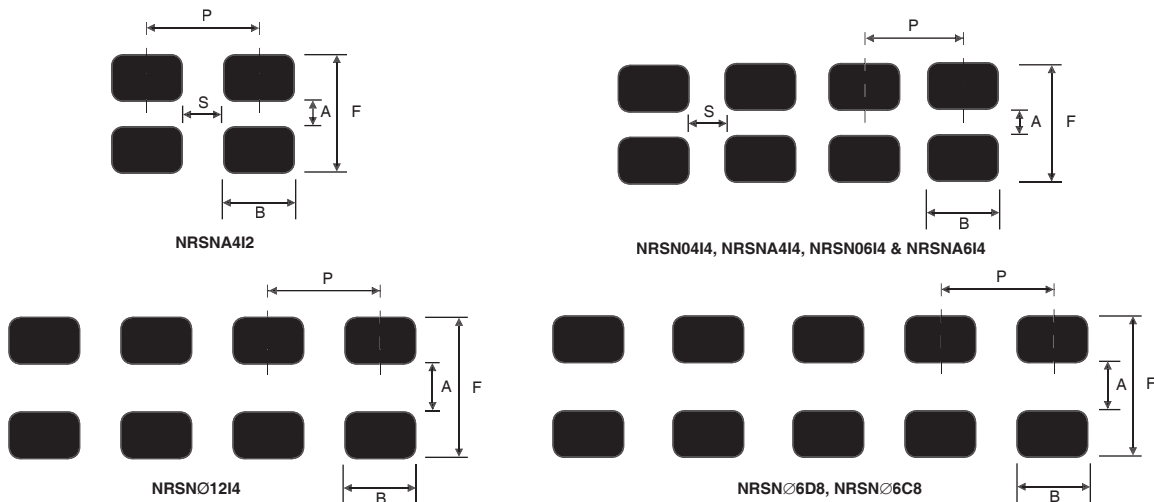 P
S
A
F
B
NRSNA4I2
P
S
A
F
B
NRSN04I4, NRSNA4I4, NRSN06I4 & NRSNA6I4
P
A
F
B
NRSNØ12I4
P
A
F
B
NRSN∅6D8, NRSN∅6C8